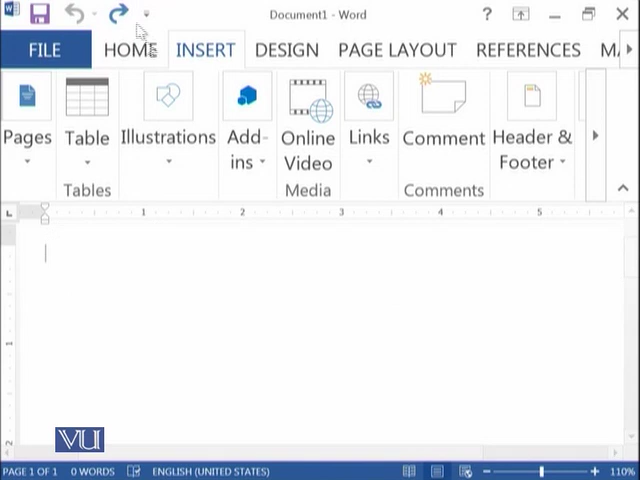 Document1 - Word
FILE HOME INSERT DESIGN PAGE LAYOUT REFERENCES
Pages Table Illustrations Add-ins Online Video Links Comment Header & Footer
Tables Media Comments
1 2 3 4 5
1
2
VU
PAGE 1 OF 1 0 WORDS ENGLISH (UNITED STATES) 110%